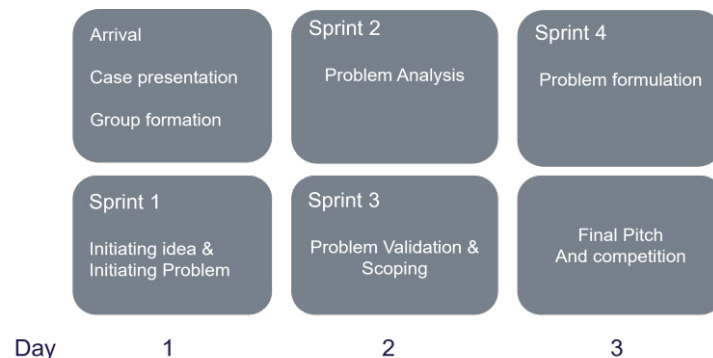 Arrival
Case presentation
Group formation
Sprint 2
Problem Analysis
Sprint 4
Problem formulation
Sprint 1
Initiating idea &
Initiating Problem
Sprint 3
Problem Validation &
Scoping
Final Pitch
And competition
Day 1 2 3